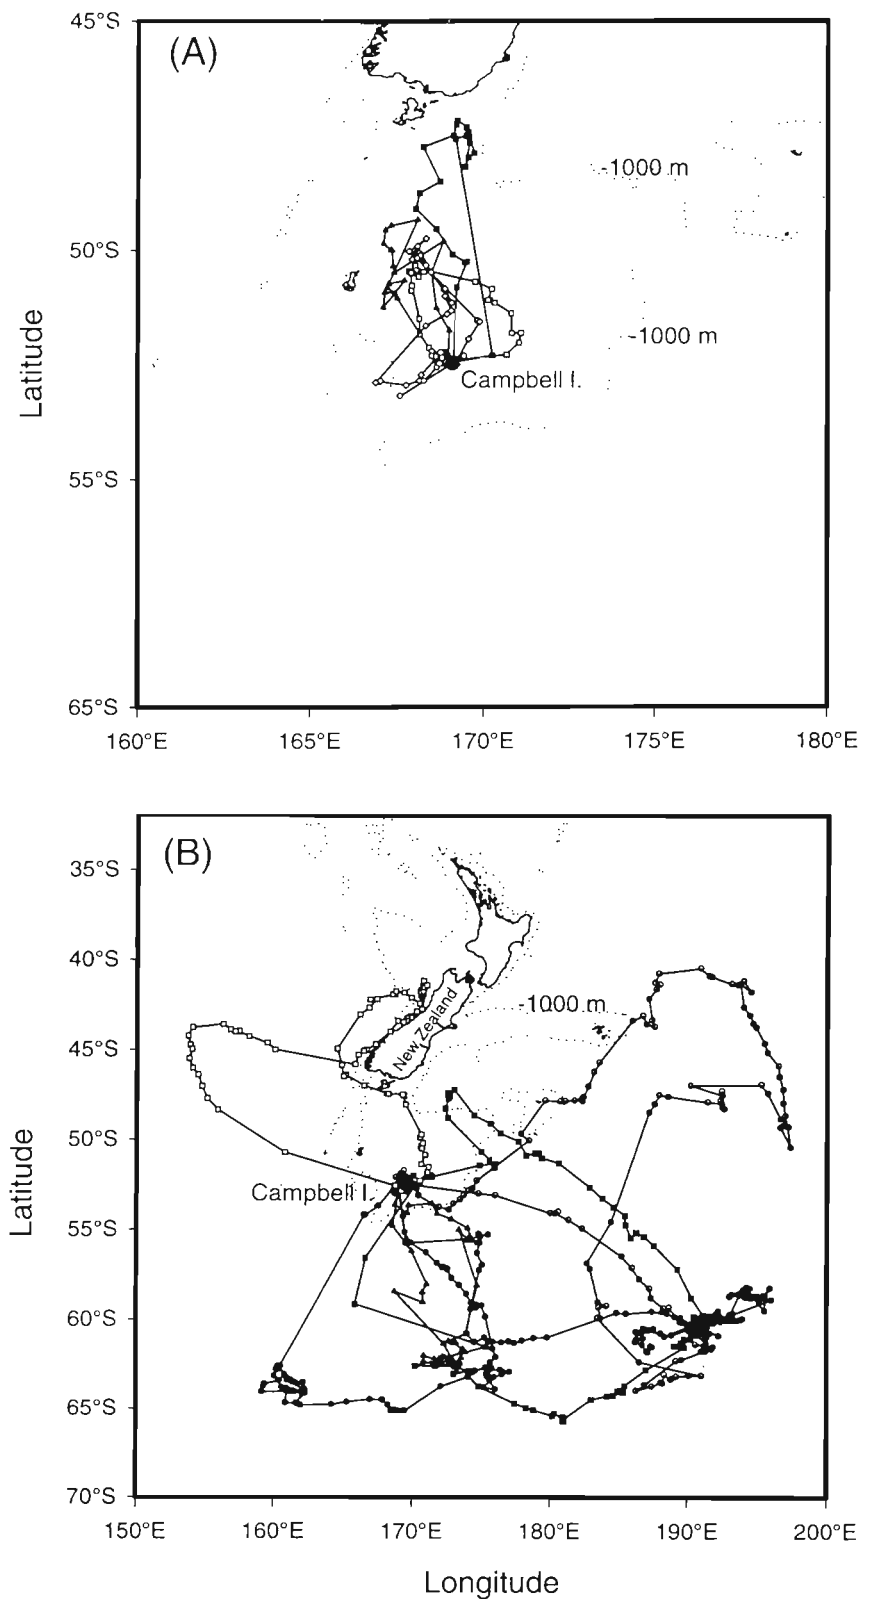 45°S
(A)
-1000 m
50°S
-1000 m
Campbell I.
Latitude
55°S
65°S
160°E 165°E 170°E 175°E 180°E
(B)
35°S
40°S
-1000 m
New Zealand
45°S
50°S
Campbell I.
Latitude
55°S
60°S
65°S
70°S
150°E 160°E 170°E 180°E 190°E 200°E
Longitude